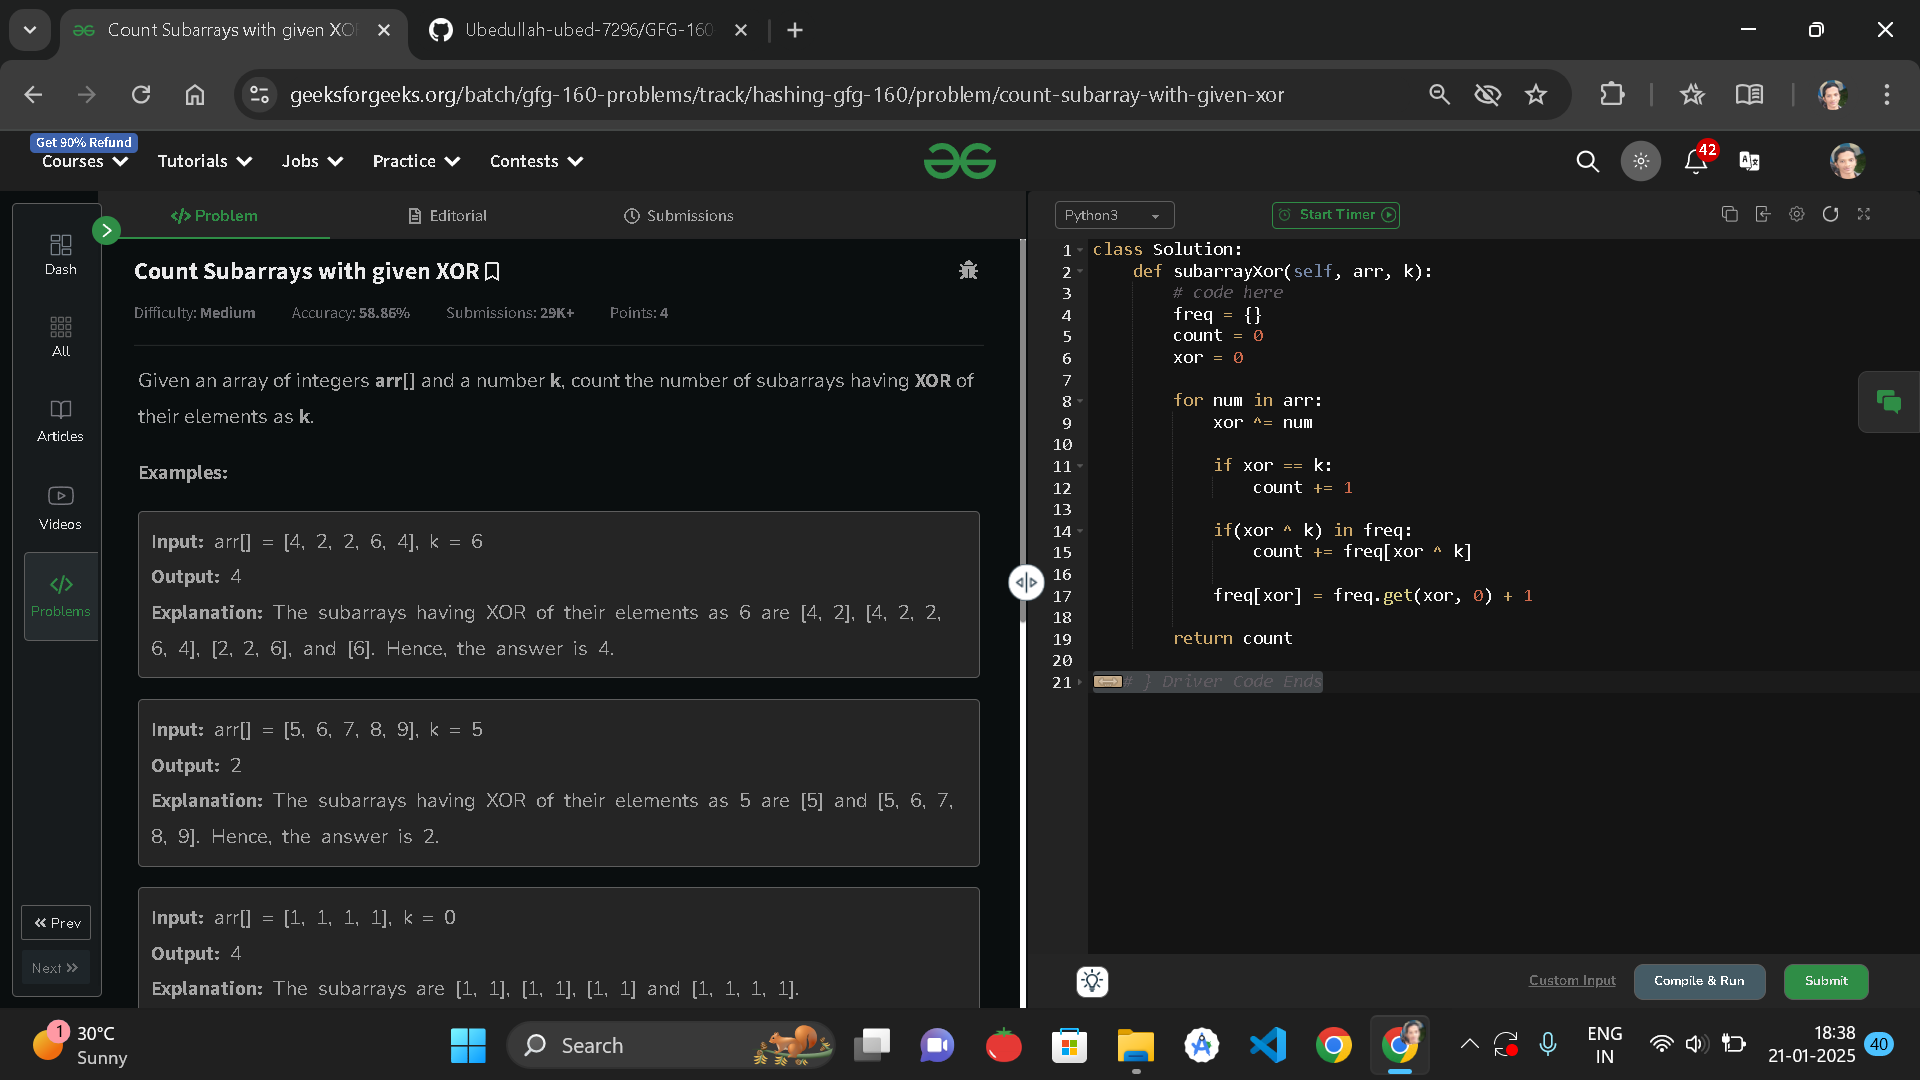 Count Subarrays with given XOR
Ubedullah-ubed-7296/GFG-160
geeksforgeeks.org/batch/gfg-160-problems/track/hashing-gfg-160/problem/count-subarray-with-given-xor
Get 90% Refund
Courses Tutorials Jobs Practice Contests
42
Problem Editorial Submissions
Python3 Start Timer
Dash
All
Articles
Videos
Problems
Prev
Next
Count Subarrays with given XOR
Difficulty: Medium Accuracy: 58.86% Submissions: 29K+ Points: 4
Given an array of integers arr[] and a number k, count the number of subarrays having XOR of
their elements as k.
Examples:
Input: arr[] = [4, 2, 2, 6, 4], k = 6
Output: 4
Explanation: The subarrays having XOR of their elements as 6 are [4, 2], [4, 2, 2,
6, 4], [2, 2, 6], and [6]. Hence, the answer is 4.
Input: arr[] = [5, 6, 7, 8, 9], k = 5
Output: 2
Explanation: The subarrays having XOR of their elements as 5 are [5] and [5, 6, 7,
8, 9]. Hence, the answer is 2.
Input: arr[] = [1, 1, 1, 1], k = 0
Output: 4
Explanation: The subarrays are [1, 1], [1, 1], [1, 1] and [1, 1, 1, 1].
1 class Solution:
2 def subarrayXor(self, arr, k):
3 # code here
4 freq = {}
5 count = 0
6 xor = 0
7
8 for num in arr:
9 xor ^= num
10
11 if xor == k:
12 count += 1
13
14 if(xor ^ k) in freq:
15 count += freq[xor ^ k]
16
17 freq[xor] = freq.get(xor, 0) + 1
18
19 return count
20
21 # } Driver Code Ends
Custom Input Compile & Run Submit
1
30°C
Sunny
Search
ENG
IN
18:38
21-01-2025
40